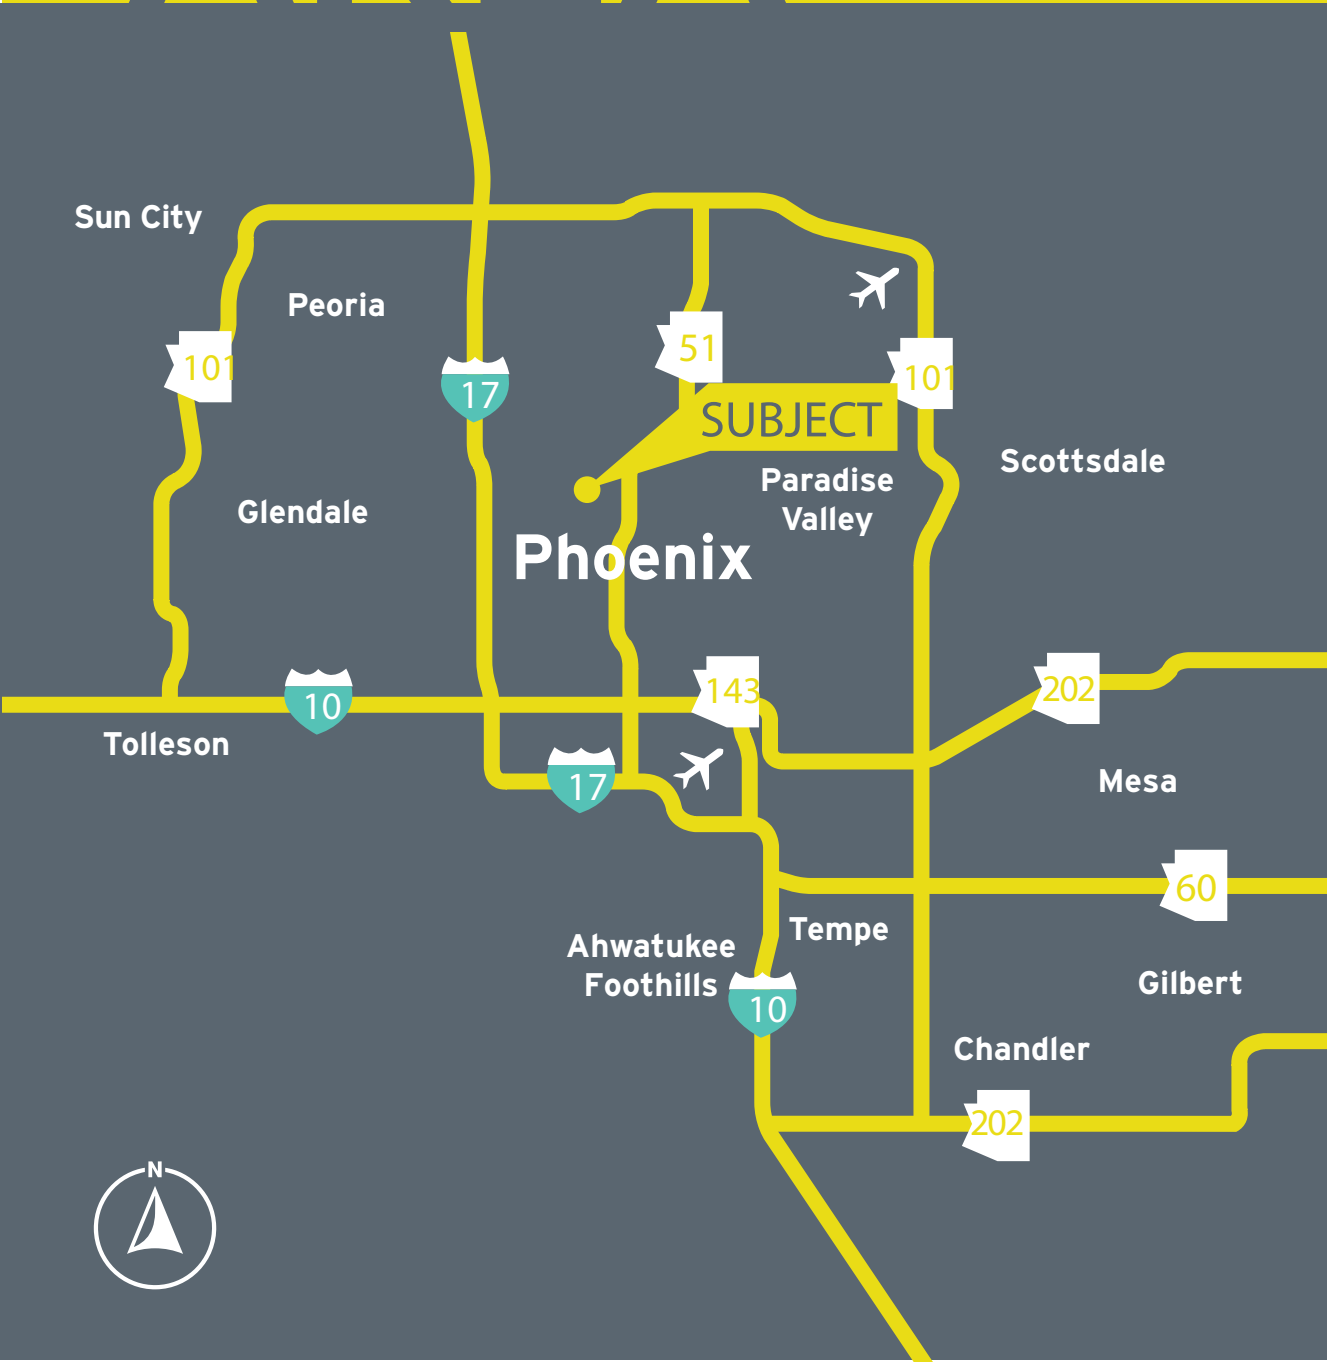 Sun City
Peoria
51
101
101
17
SUBJECT
Scottsdale
Paradise
Valley
Glendale
Phoenix
143
202
10
Tolleson
17
Mesa
60
Tempe
Ahwatukee
Foothills
Gilbert
10
Chandler
202
N